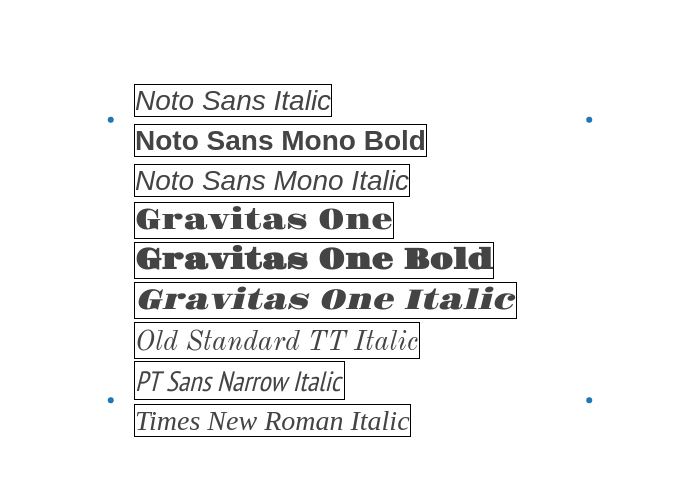 Noto Sans Italic
Noto Sans Mono Bold
Noto Sans Mono Italic
Gravitas One
Gravitas One Bold
Gravitas One Italic
Old Standard TT Italic
PT Sans Narrow Italic
Times New Roman Italic